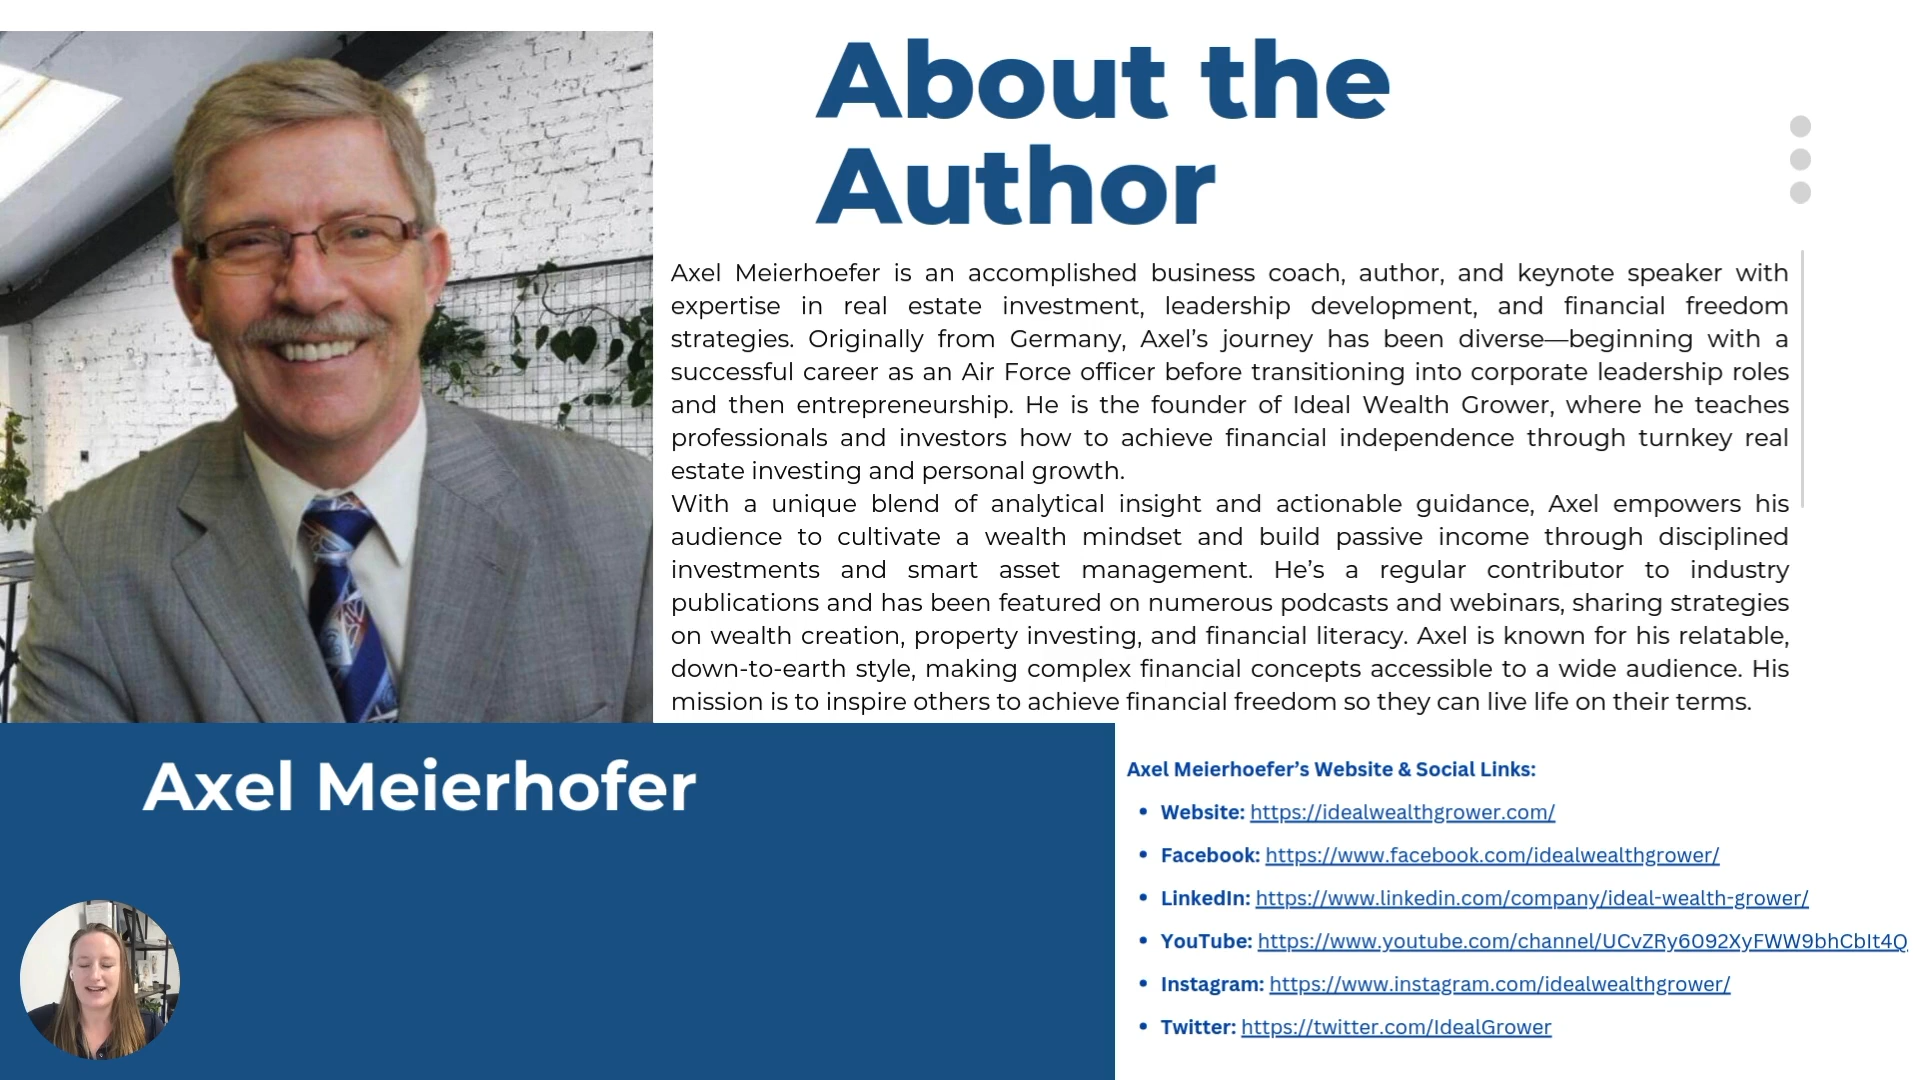 About the
Author
Axel Meierhoefer is an accomplished business coach, author, and keynote speaker with
expertise in real estate investment, leadership development, and financial freedom
strategies. Originally from Germany, Axel’s journey has been diverse—beginning with a
successful career as an Air Force officer before transitioning into corporate leadership roles
and then entrepreneurship. He is the founder of Ideal Wealth Grower, where he teaches
professionals and investors how to achieve financial independence through turnkey real
estate investing and personal growth.
With a unique blend of analytical insight and actionable guidance, Axel empowers his
audience to cultivate a wealth mindset and build passive income through disciplined
investments and smart asset management. He’s a regular contributor to industry
publications and has been featured on numerous podcasts and webinars, sharing strategies
on wealth creation, property investing, and financial literacy. Axel is known for his relatable,
down-to-earth style, making complex financial concepts accessible to a wide audience. His
mission is to inspire others to achieve financial freedom so they can live life on their terms.
Axel Meierhofer
Axel Meierhoefer’s Website & Social Links:
• Website: https://idealwealthgrower.com/
• Facebook: https://www.facebook.com/idealwealthgrower/
• LinkedIn: https://www.linkedin.com/company/ideal-wealth-grower/
• YouTube: https://www.youtube.com/channel/UCvZRy6092XyFWW9bhCbIt4Q
• Instagram: https://www.instagram.com/idealwealthgrower/
• Twitter: https://twitter.com/IdealGrower